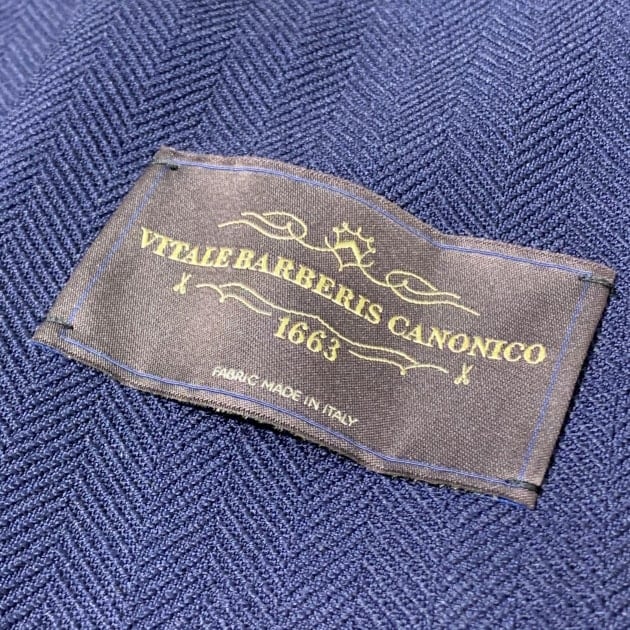 VITALE BARBERIS CANONICO
1663
FABRIC MADE IN ITALY